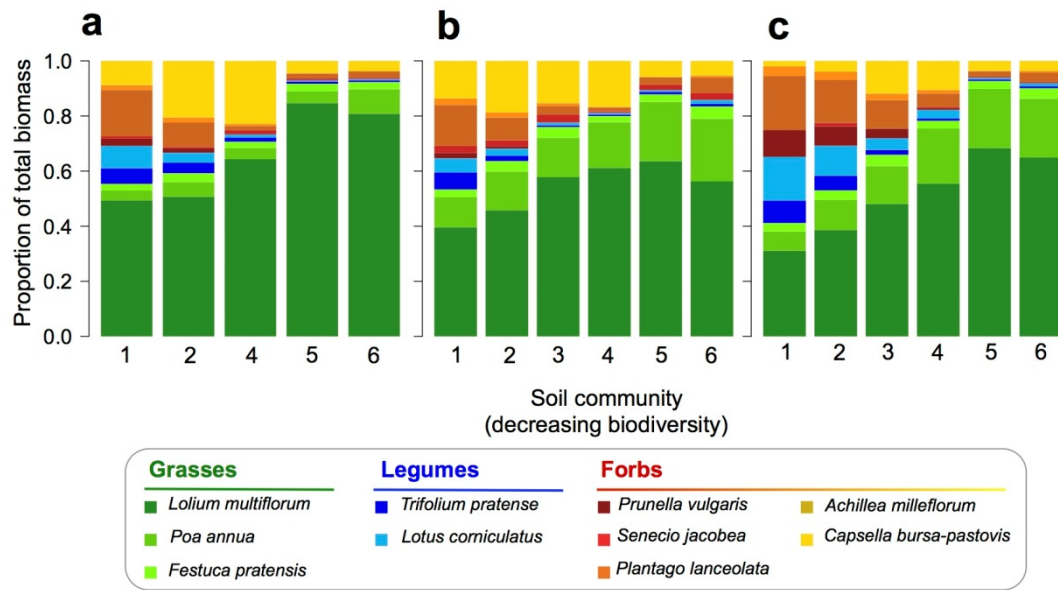 a b c
Proportion of total biomass
1.0
0.8
0.6
0.4
0.2
0.0
1 2 4 5 6 1 2 3 4 5 6 1 2 3 4 5 6
Soil community
(decreasing biodiversity)
Grasses Legumes Forbs
Lolium multiflorum Trifolium pratense Prunella vulgaris Achillea milleflorum
Poa annua Lotus corniculatus Senecio jacobea Capsella bursa-pastovis
Festuca pratensis Plantago lanceolata